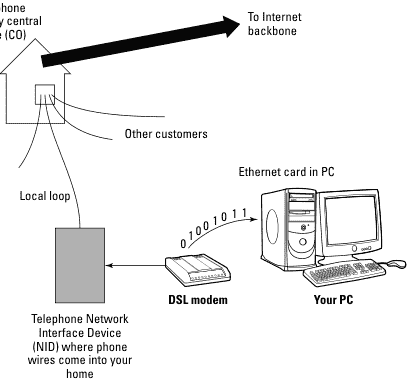 To Internet
backbone
(CO)
central
Other customers
Ethernet card in PC
Local loop
01001011
DSL modem
Your PC
Telephone Network
Interface Device
(NID) where phone
wires come into your
home